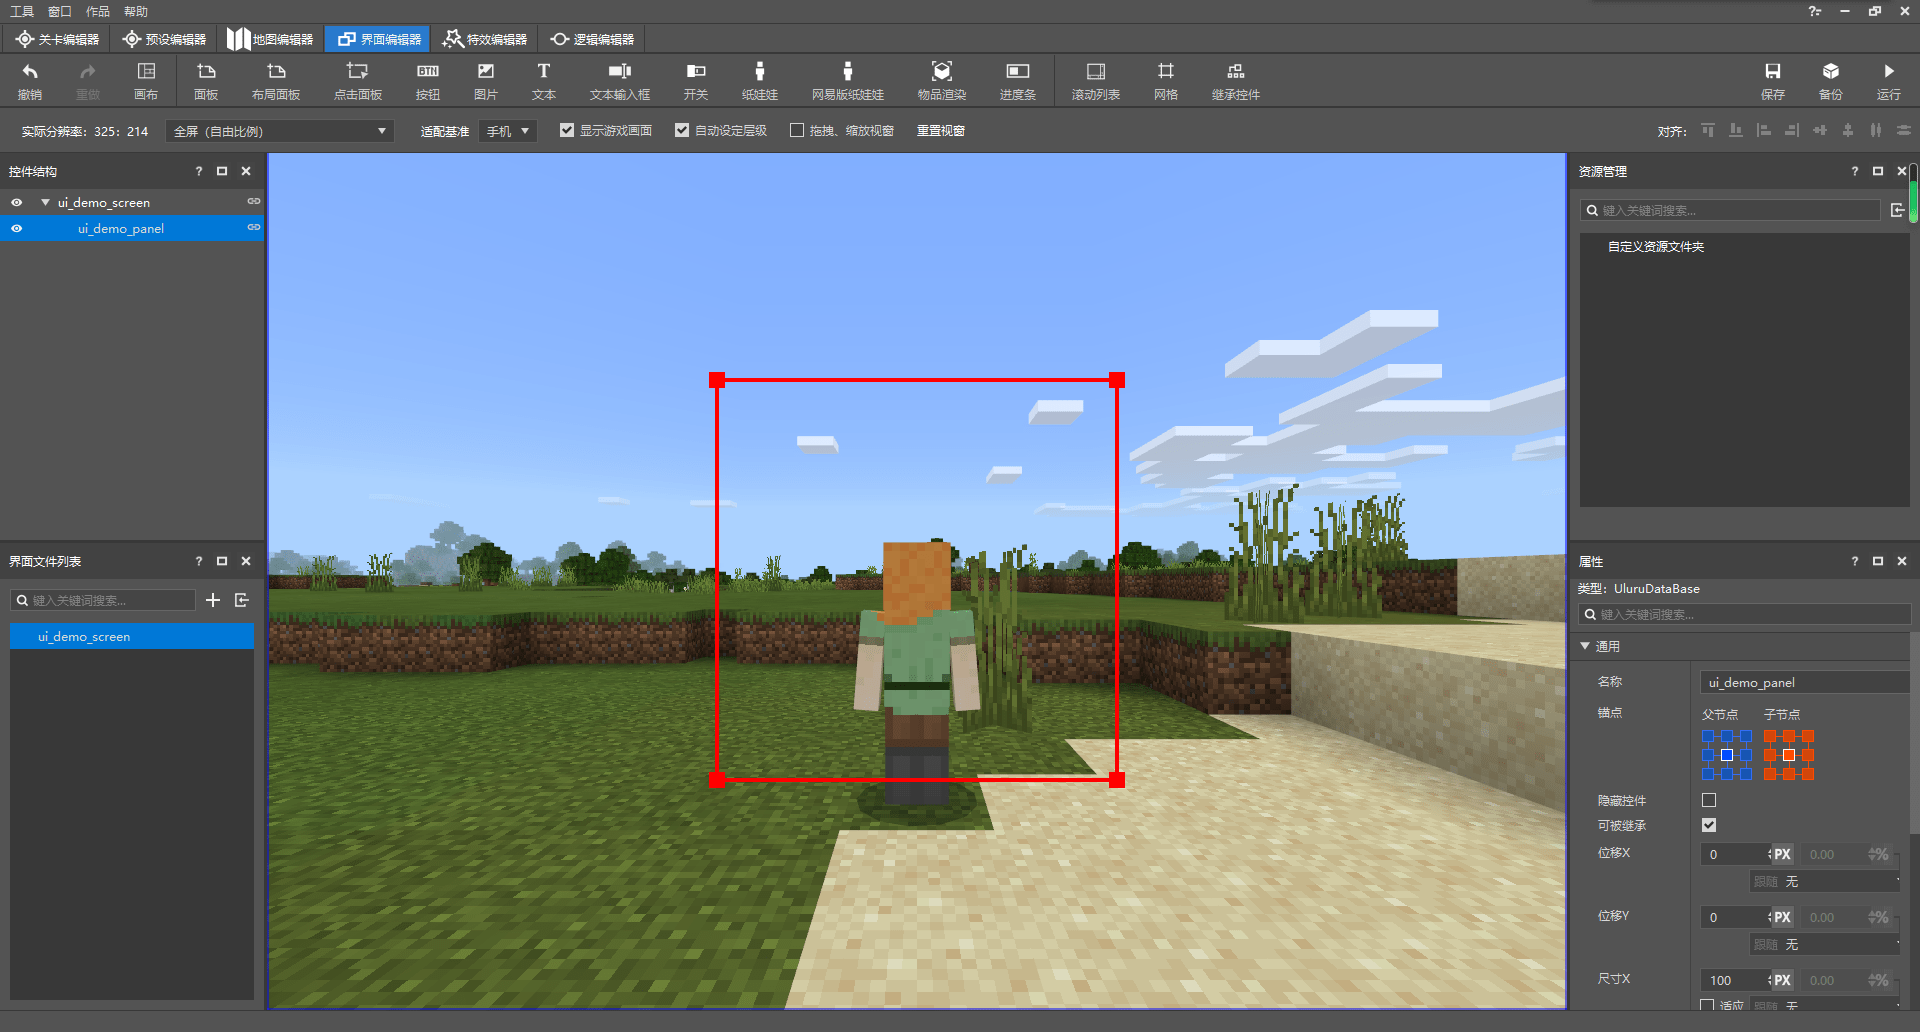 工具 窗口 作品 帮助
关卡编辑器 预设编辑器 地图编辑器 界面编辑器 特效编辑器 逻辑编辑器
撤销 重做 画布 面板 布局面板 点击面板 按钮 图片 文本 文本输入框 开关 纸娃娃 网易版纸娃娃 物品渲染 进度条 滚动列表 网格 继承控件 保存 备份 运行
实际分辨率：325：214 全屏（自由比例） 适配基准 手机 显示游戏画面 自动设定层级 拖拽、缩放视窗 重置视窗 对齐：
控件结构
ui_demo_screen
ui_demo_panel
界面文件列表
键入关键词搜索...
ui_demo_screen
资源管理
键入关键词搜索...
自定义资源文件夹
属性
类型：UluruDataBase
键入关键词搜索...
通用
名称 ui_demo_panel
锚点 父节点 子节点
隐藏控件
可被继承
位移X 0 PX 0.00 %
跟随 无
位移Y 0 PX 0.00 %
跟随 无
尺寸X 100 PX 0.00 %
适应 跟随 无